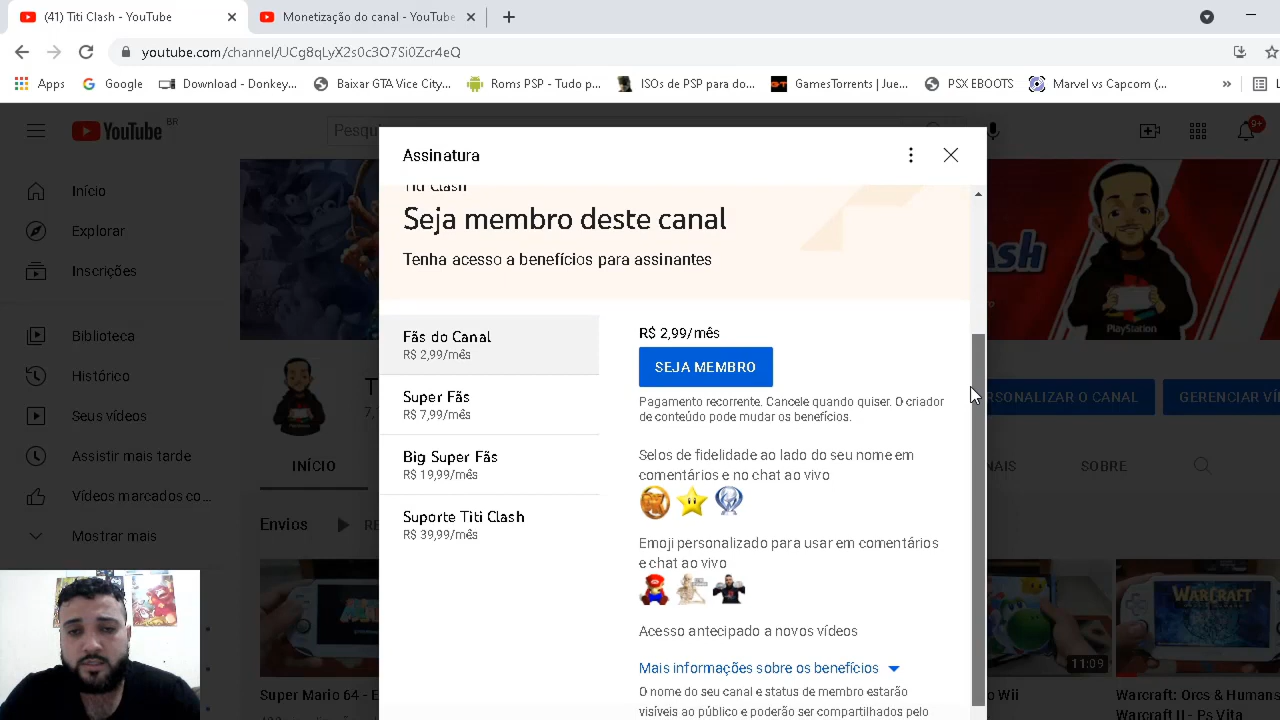 (41) Titi Clash - YouTube
Monetização do canal - YouTube
youtube.com/channel/UCg8qLyX2s0c3O7Si0Zcr4eQ
Apps
Google
Download - Donkey...
Baixar GTA Vice City...
Roms PSP - Tudo p...
ISOs de PSP para do...
GamesTorrents | Jue...
PSX EBOOTS
Marvel vs Capcom (...
»
YouTube BR
Pesqu
9+
Assinatura
Titi Clash
Seja membro deste canal
Tenha acesso a benefícios para assinantes
Início
Explorar
Inscrições
Biblioteca
Histórico
Seus vídeos
Assistir mais tarde
Vídeos marcados co...
Mostrar mais
PlayStation
Fãs do Canal
R$ 2,99/mês
Super Fãs
R$ 7,99/mês
Big Super Fãs
R$ 19,99/mês
Suporte Titi Clash
R$ 39,99/mês
R$ 2,99/mês
SEJA MEMBRO
Pagamento recorrente. Cancele quando quiser. O criador
de conteúdo pode mudar os benefícios.
Selos de fidelidade ao lado do seu nome em
comentários e no chat ao vivo
Emoji personalizado para usar em comentários
e chat ao vivo
Acesso antecipado a novos vídeos
Mais informações sobre os benefícios
O nome do seu canal e status de membro estarão
visíveis ao público e poderão ser compartilhados pelo
RSONALIZAR O CANAL
GERENCIAR VÍ
INÍCIO
NAIS
SOBRE
Envios
RE
WARCRAFT
11:09
Super Mario 64 - E
o Wii
Warcraft: Orcs & Humans
Warcraft II - Ps Vita